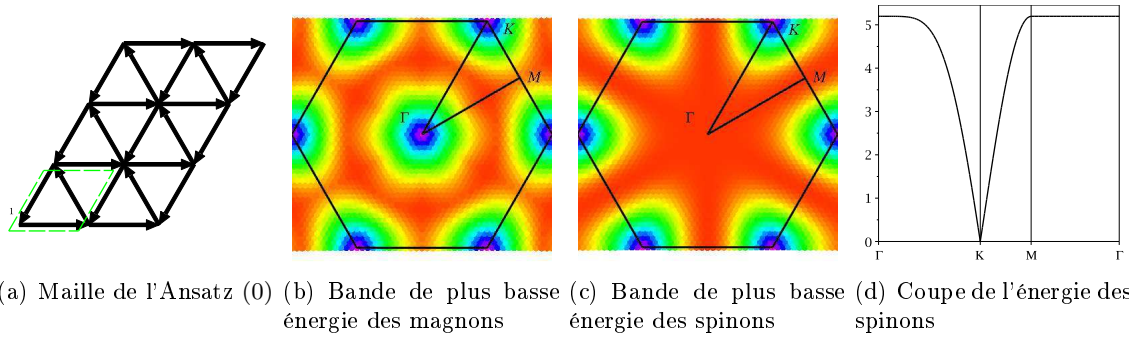 1
Γ
K
M
Γ
K
M
5
4
3
2
1
0
Γ K M Γ
(a) Maille de l'Ansatz (0)
(b) Bande de plus basse
énergie des magnons
(c) Bande de plus basse
énergie des spinons
(d) Coupe de l'énergie des
spinons